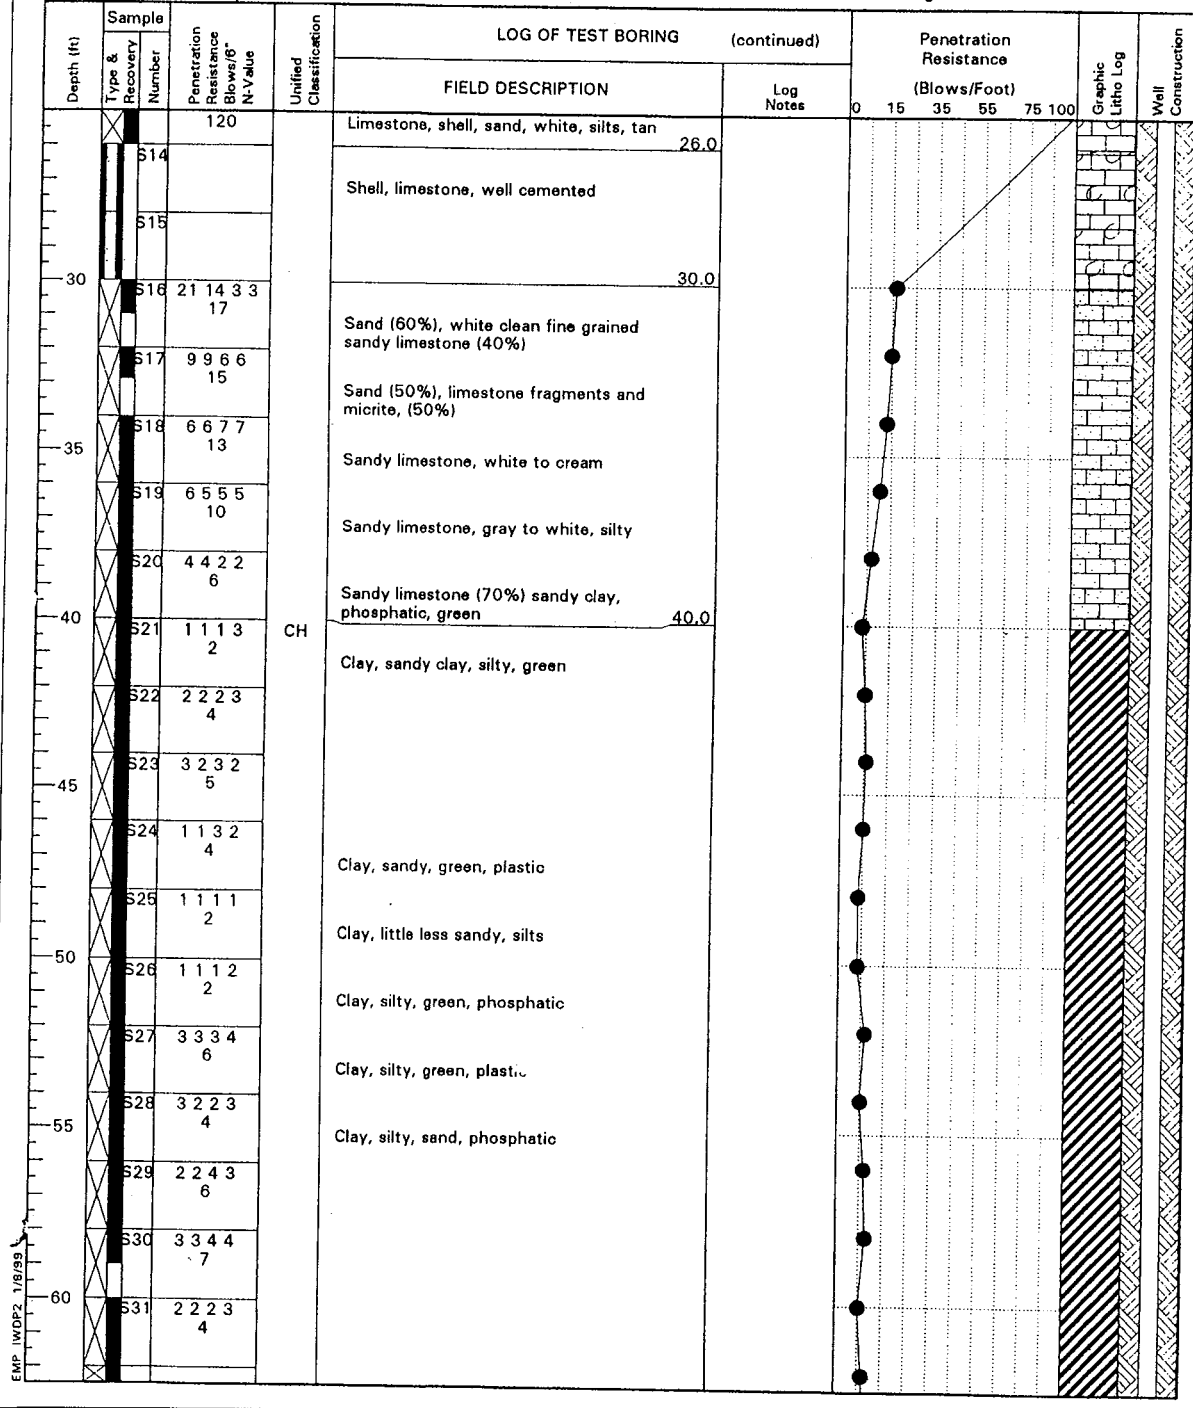 Depth (ft)
Sample
Type &
Recovery
Number
Penetration
Resistance
Blows/6"
N-Value
Unified
Classification
LOG OF TEST BORING (continued)
FIELD DESCRIPTION
Log
Notes
Penetration
Resistance
(Blows/Foot)
0 15 35 55 75 100
Graphic
Litho Log
Well
Construction
120
Limestone, shell, sand, white, silts, tan
26.0
S14
Shell, limestone, well cemented
S15
30
30.0
S16 21 14 3 3
17
Sand (60%), white clean fine grained
sandy limestone (40%)
S17 9 9 6 6
15
Sand (50%), limestone fragments and
micrite, (50%)
S18 6 6 7 7
13
35
Sandy limestone, white to cream
S19 6 5 5 5
10
Sandy limestone, gray to white, silty
S20 4 4 2 2
6
Sandy limestone (70%) sandy clay,
phosphatic, green
40
40.0
S21 1 1 1 3
2
CH
Clay, sandy clay, silty, green
S22 2 2 2 3
4
S23 3 2 3 2
5
45
S24 1 1 3 2
4
Clay, sandy, green, plastic
S25 1 1 1 1
2
Clay, little less sandy, silts
50
S26 1 1 1 2
2
Clay, silty, green, phosphatic
S27 3 3 3 4
6
Clay, silty, green, plastic
S28 3 2 2 3
4
55
Clay, silty, sand, phosphatic
S29 2 2 4 3
6
S30 3 3 4 4
7
60
S31 2 2 2 3
4
EMP IWDP2 1/8/99